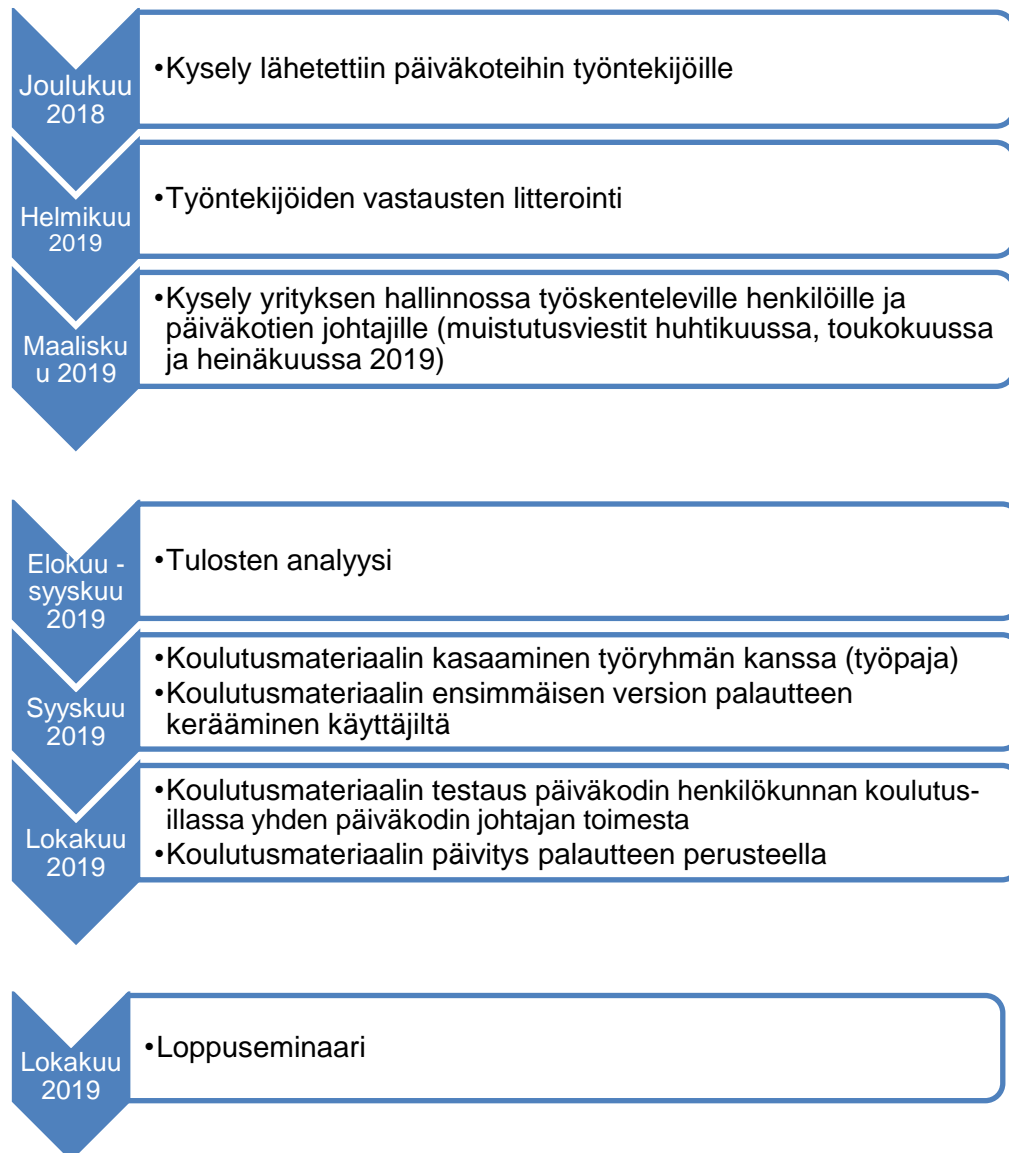 Joulukuu
2018
•Kysely lähetettiin päiväkoteihin työntekijöille
Helmikuu
2019
•Työntekijöiden vastausten litterointi
Maalisku
u 2019
•Kysely yrityksen hallinnossa työskenteleville henkilöille ja
päiväkotien johtajille (muistutusviestit huhtikuussa, toukokuussa
ja heinäkuussa 2019)
Elokuu -
syyskuu
2019
•Tulosten analyysi
Syyskuu
2019
•Koulutusmateriaalin kasaaminen työryhmän kanssa (työpaja)
•Koulutusmateriaalin ensimmäisen version palautteen
kerääminen käyttäjiltä
Lokakuu
2019
•Koulutusmateriaalin testaus päiväkodin henkilökunnan koulutus-
illassa yhden päiväkodin johtajan toimesta
•Koulutusmateriaalin päivitys palautteen perusteella
Lokakuu
2019
•Loppuseminaari